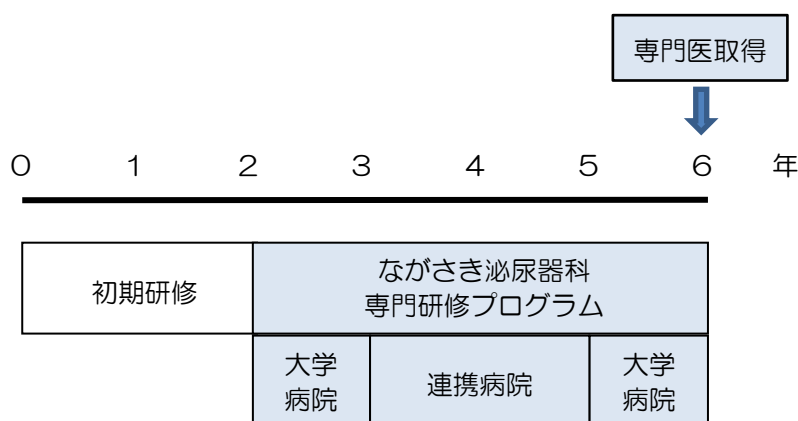 専門医取得
0 1 2 3 4 5 6 年
初期研修
ながさき泌尿器科
専門研修プログラム
大学
病院
連携病院
大学
病院